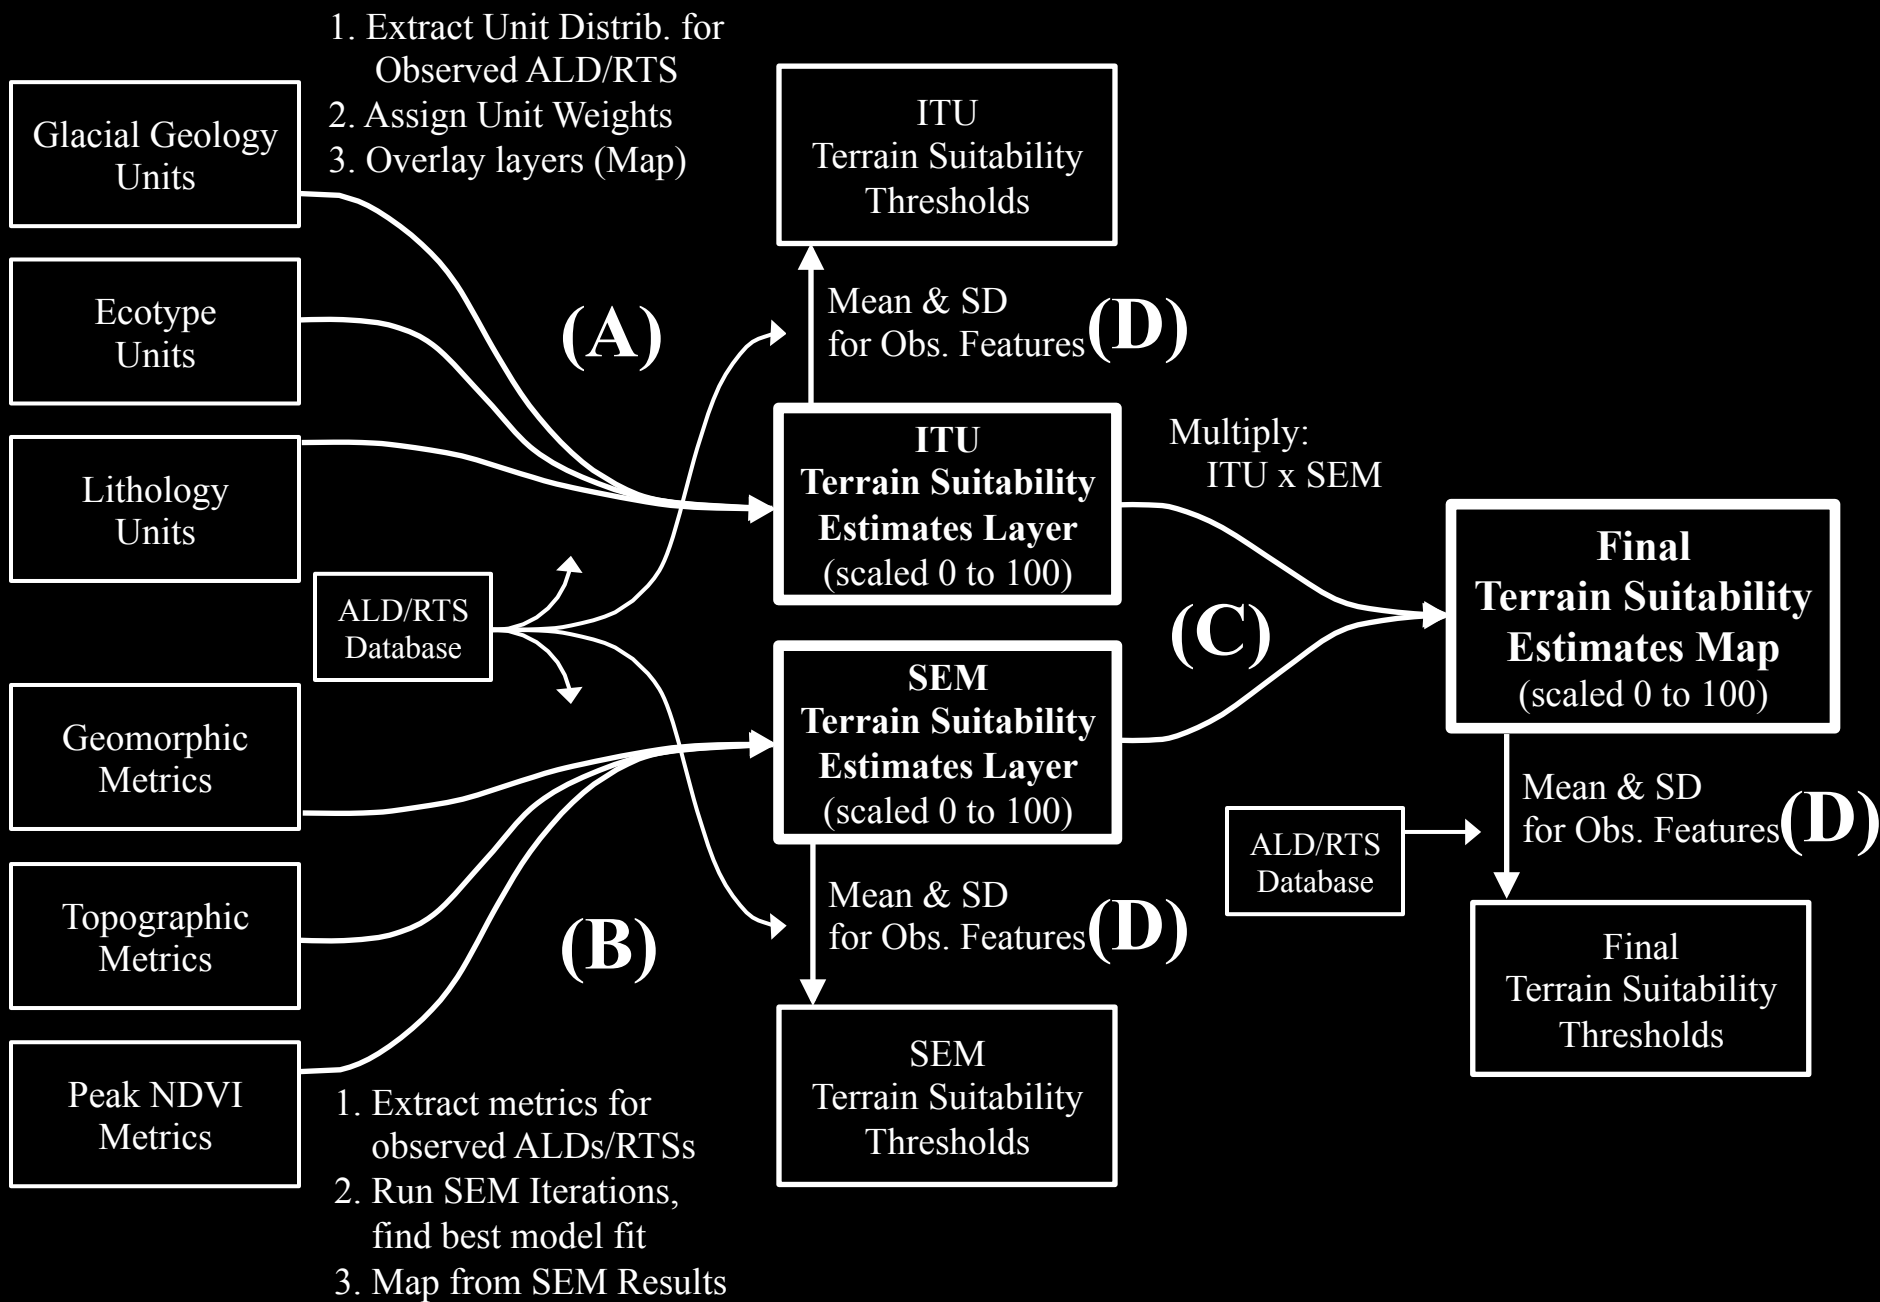 1. Extract Unit Distrib. for
Observed ALD/RTS
2. Assign Unit Weights
3. Overlay layers (Map)
Glacial Geology
Units
Ecotype
Units
Lithology
Units
(A)
ITU
Terrain Suitability
Thresholds
Mean & SD
for Obs. Features
(D)
ITU
Terrain Suitability
Estimates Layer
(scaled 0 to 100)
Multiply:
ITU x SEM
ALD/RTS
Database
(C)
Final
Terrain Suitability
Estimates Map
(scaled 0 to 100)
SEM
Terrain Suitability
Estimates Layer
(scaled 0 to 100)
Geomorphic
Metrics
Topographic
Metrics
Peak NDVI
Metrics
(B)
Mean & SD
for Obs. Features
(D)
SEM
Terrain Suitability
Thresholds
ALD/RTS
Database
Mean & SD
for Obs. Features
(D)
Final
Terrain Suitability
Thresholds
1. Extract metrics for
observed ALDs/RTSs
2. Run SEM Iterations,
find best model fit
3. Map from SEM Results